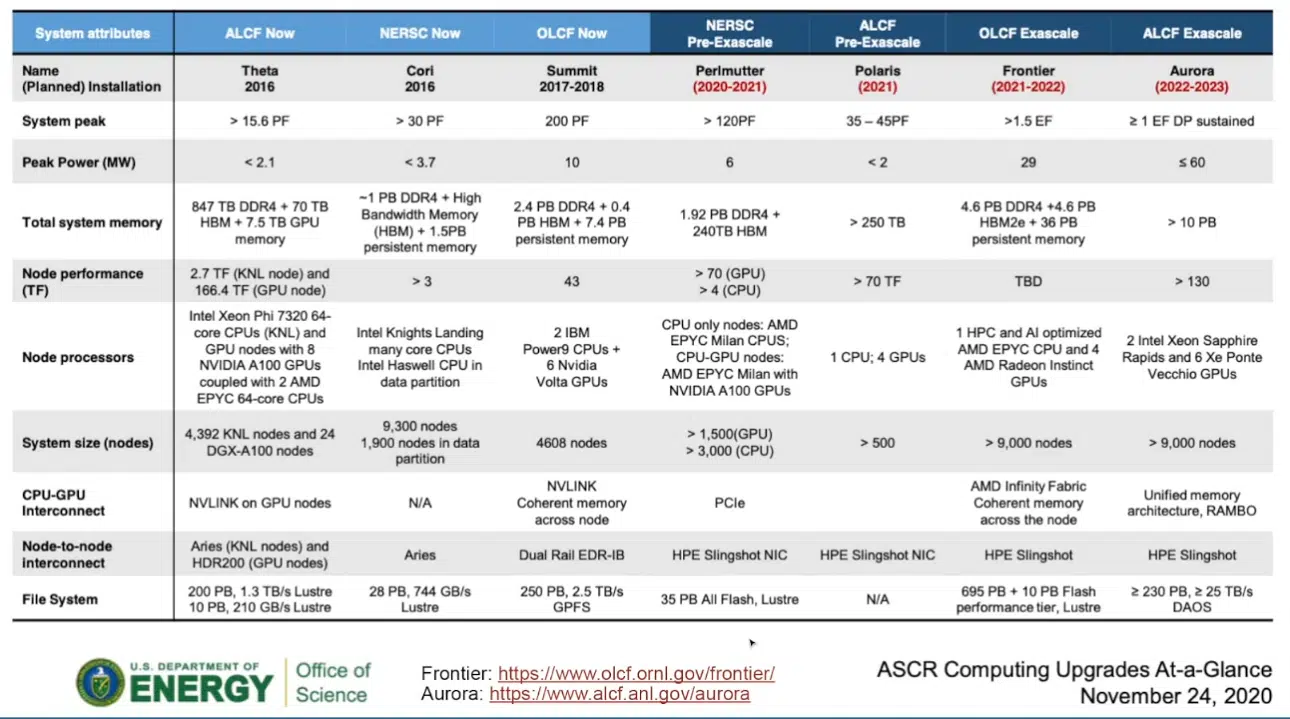 System attributes ALCF Now NERSC Now OLCF Now NERSC Pre-Exascale ALCF Pre-Exascale OLCF Exascale ALCF Exascale
Name (Planned) Installation Theta 2016 Cori 2016 Summit 2017-2018 Perlmutter (2020-2021) Polaris (2021) Frontier (2021-2022) Aurora (2022-2023)
System peak > 15.6 PF > 30 PF 200 PF > 120PF 35 – 45PF >1.5 EF ≥ 1 EF DP sustained
Peak Power (MW) < 2.1 < 3.7 10 6 < 2 29 ≤ 60
Total system memory 847 TB DDR4 + 70 TB HBM + 7.5 TB GPU memory ~1 PB DDR4 + High Bandwidth Memory (HBM) + 1.5PB persistent memory 2.4 PB DDR4 + 0.4 PB HBM + 7.4 PB persistent memory 1.92 PB DDR4 + 240TB HBM > 250 TB 4.6 PB DDR4 +4.6 PB HBM2e + 36 PB persistent memory > 10 PB
Node performance (TF) 2.7 TF (KNL node) and 166.4 TF (GPU node) > 3 43 > 70 (GPU) > 4 (CPU) > 70 TF TBD > 130
Node processors Intel Xeon Phi 7320 64-core CPUs (KNL) and GPU nodes with 8 NVIDIA A100 GPUs coupled with 2 AMD EPYC 64-core CPUs Intel Knights Landing many core CPUs Intel Haswell CPU in data partition 2 IBM Power9 CPUs + 6 Nvidia Volta GPUs CPU only nodes: AMD EPYC Milan CPUS; CPU-GPU nodes: AMD EPYC Milan with NVIDIA A100 GPUs 1 CPU; 4 GPUs 1 HPC and AI optimized AMD EPYC CPU and 4 AMD Radeon Instinct GPUs 2 Intel Xeon Sapphire Rapids and 6 Xe Ponte Vecchio GPUs
System size (nodes) 4,392 KNL nodes and 24 DGX-A100 nodes 9,300 nodes 1,900 nodes in data partition 4608 nodes > 1,500(GPU) > 3,000 (CPU) > 500 > 9,000 nodes > 9,000 nodes
CPU-GPU Interconnect NVLINK on GPU nodes N/A NVLINK Coherent memory across node PCIe AMD Infinity Fabric Coherent memory across the node Unified memory architecture, RAMBO
Node-to-node interconnect Aries (KNL nodes) and HDR200 (GPU nodes) Aries Dual Rail EDR-IB HPE Slingshot NIC HPE Slingshot NIC HPE Slingshot HPE Slingshot
File System 200 PB, 1.3 TB/s Lustre 10 PB, 210 GB/s Lustre 28 PB, 744 GB/s Lustre 250 PB, 2.5 TB/s GPFS 35 PB All Flash, Lustre N/A 695 PB + 10 PB Flash performance tier, Lustre ≥ 230 PB, ≥ 25 TB/s DAOS
U.S. DEPARTMENT OF
ENERGY
Office of
Science
Frontier: https://www.olcf.ornl.gov/frontier/
Aurora: https://www.alcf.anl.gov/aurora
ASCR Computing Upgrades At-a-Glance
November 24, 2020